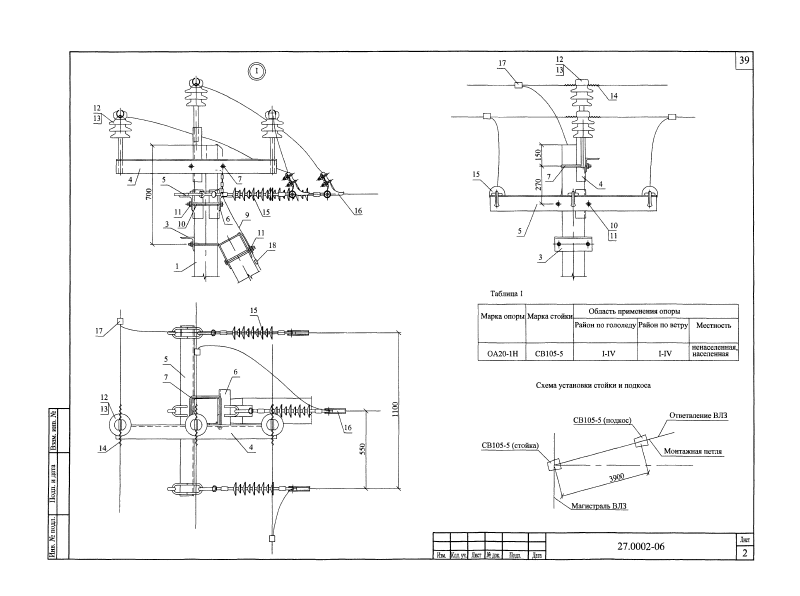 39
1
12
13
4
5
7
700
11
10
3
1
6
15
9
11
18
16
17
12
13
14
150
270
7
4
15
5
10
11
3
Таблица 1
Марка опоры
Марка стойки
Область применения опоры
Район по гололеду
Район по ветру
Местность
ОА20-1Н
СВ105-5
I-IV
I-IV
ненаселенная,
населенная
17
15
5
7
6
12
13
14
4
16
550
1100
Схема установки стойки и подкоса
СВ105-5 (подкос)
Ответаление ВЛЗ
СВ105-5 (стойка)
Монтажная петля
3900
Магистраль ВЛЗ
Взам. инв. №
Подп. и дата
Инв. № подл.
Изм. Кол. уч. Лист № док. Подп. Дата
27.0002-06
Лист
2